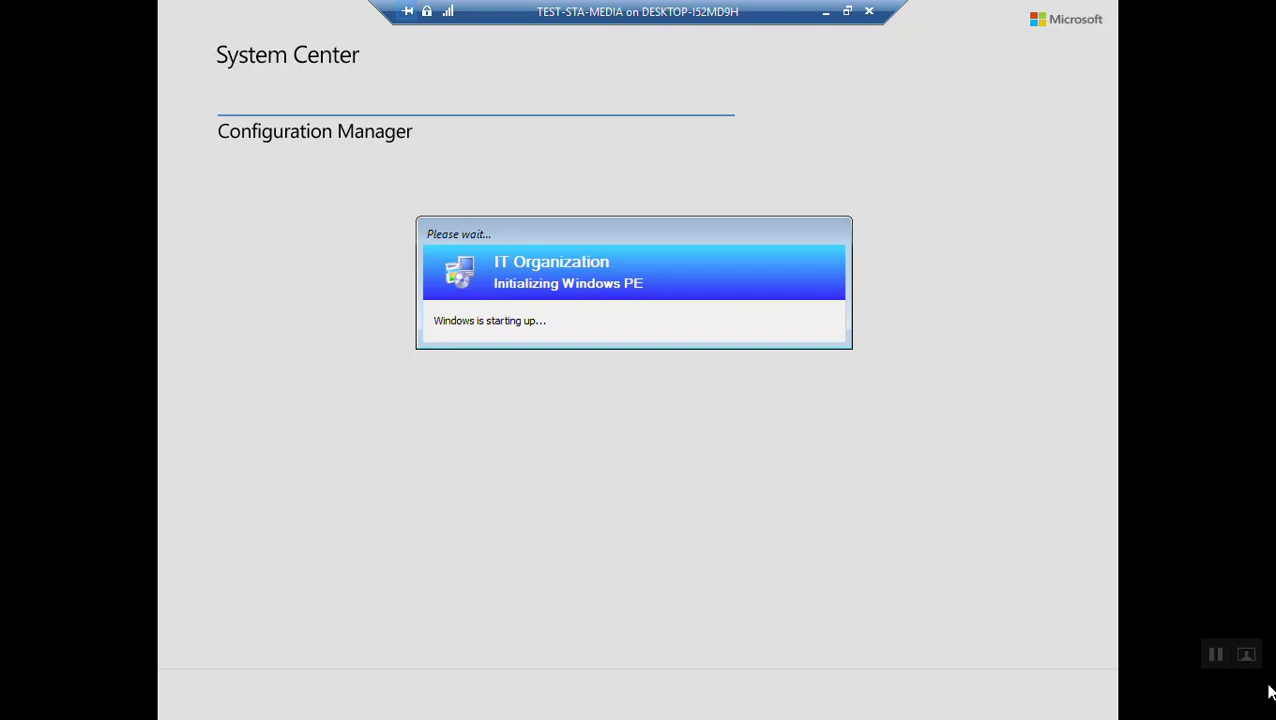 TEST-STA-MEDIA on DESKTOP-I52MD9H
Microsoft
System Center
Configuration Manager
Please wait...
IT Organization
Initializing Windows PE
Windows is starting up...